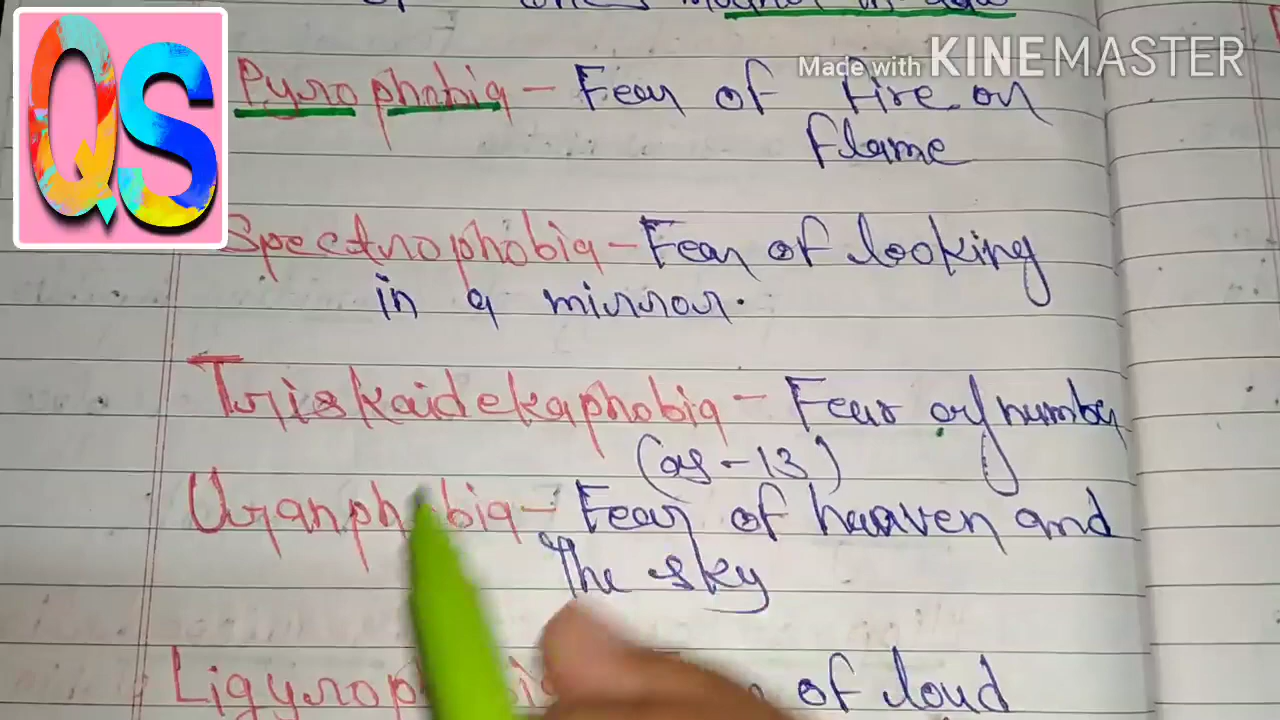 Made with KINEMASTER
QS
Pyrophobia - Fear of fire or
flame
Spectrophobia - Fear of looking
in a mirror.
Triskaidekaphobia - Fear of number
(as - 13)
Uranphobia - Fear of heaven and
the sky
Ligyrophobia of loud